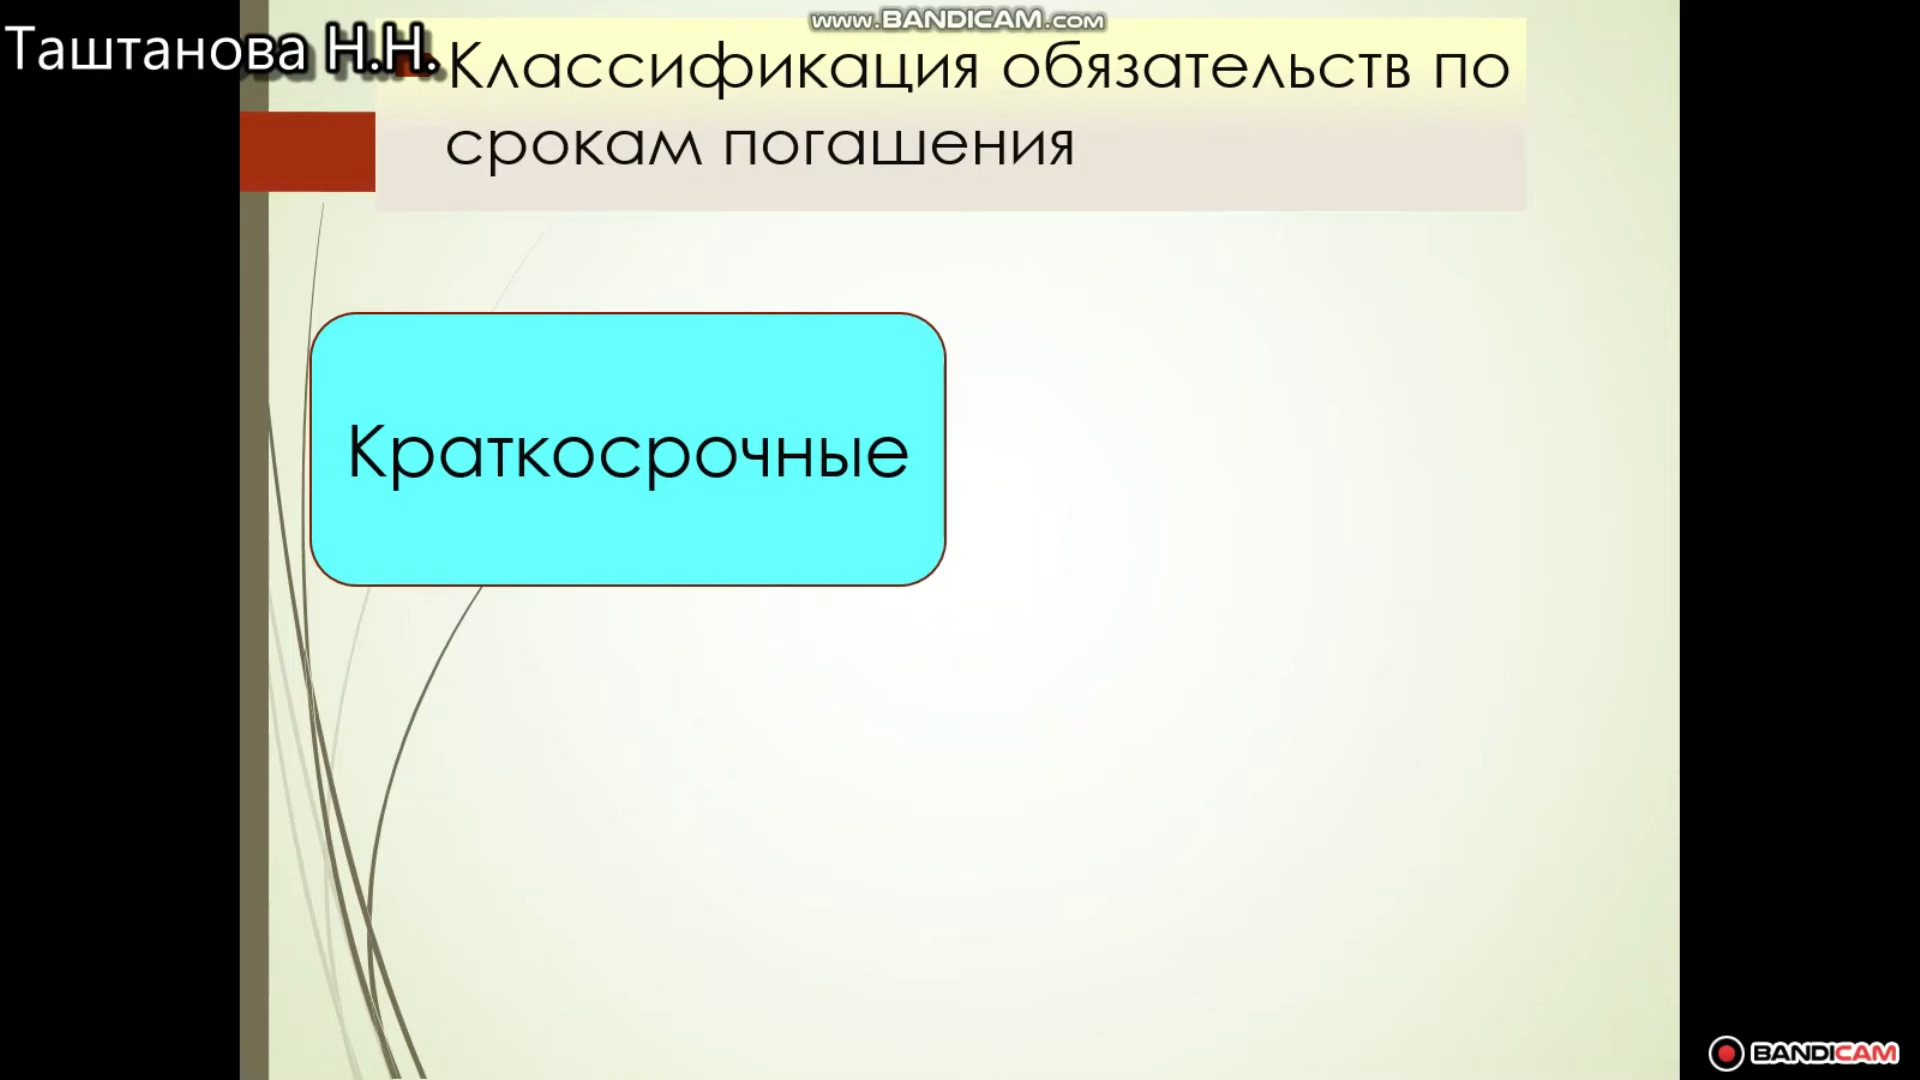 www.BANDICAM.com
Таштанова Н.Н.
Классификация обязательств по
срокам погашения
Краткосрочные
BANDICAM